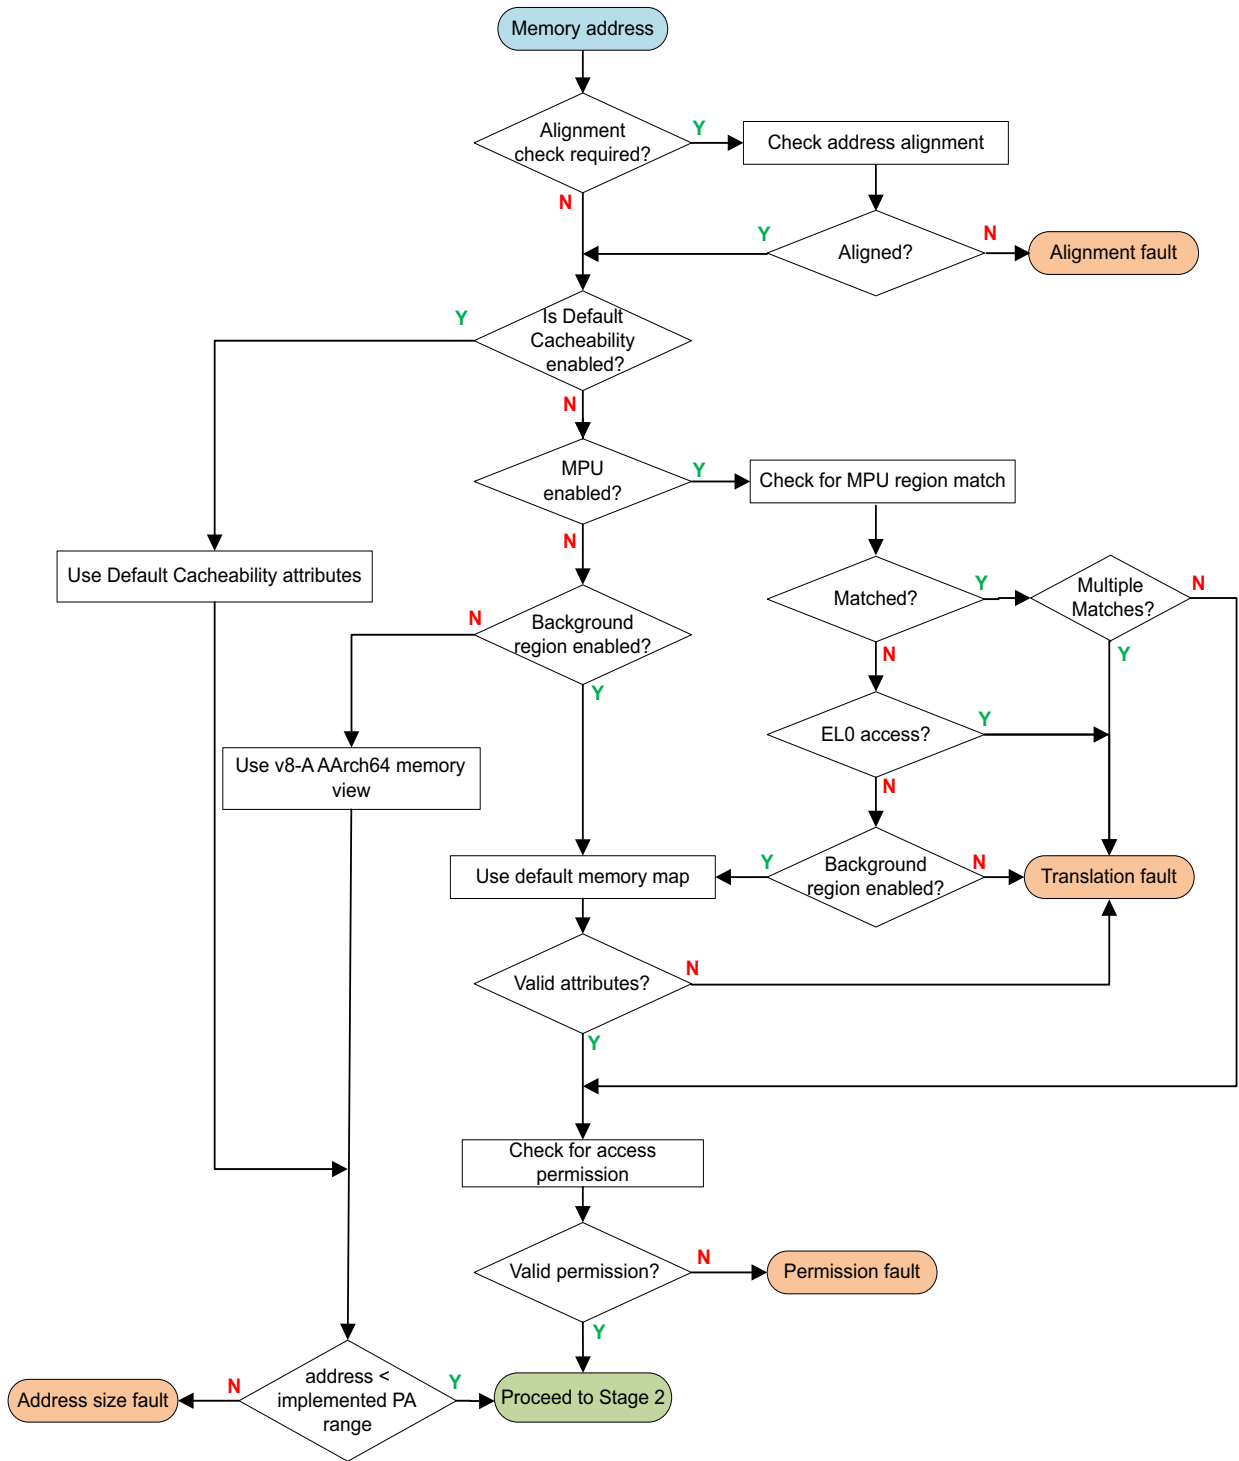 Memory address
Alignment
check required?
Y
Check address alignment
N
Y
Aligned?
N
Alignment fault
Y
Is Default
Cacheability
enabled?
N
MPU
enabled?
Y
Check for MPU region match
N
Use Default Cacheability attributes
Matched?
Y
Multiple
Matches?
N
N
Background
region enabled?
N
Y
Y
EL0 access?
Y
Use v8-A AArch64 memory
view
N
Use default memory map
Y
Background
region enabled?
N
Translation fault
Valid attributes?
N
Y
Check for access
permission
Valid permission?
N
Permission fault
Y
address <
implemented PA
range
N
Address size fault
Y
Proceed to Stage 2